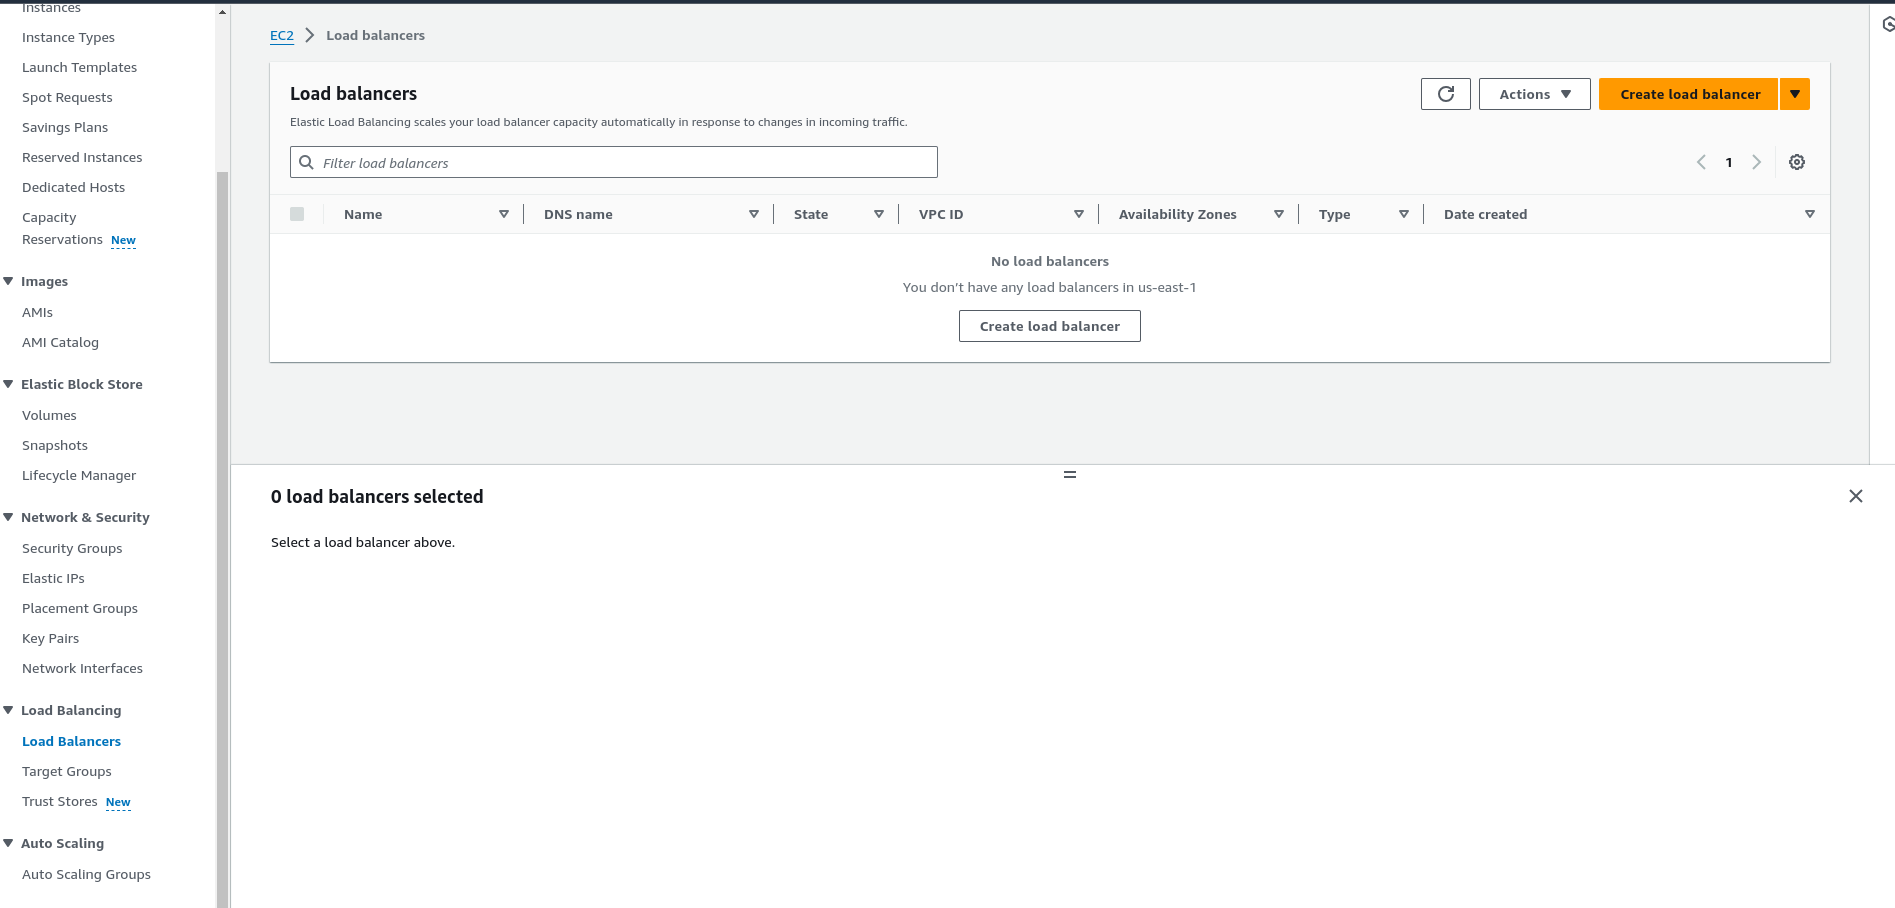 Instances
Instance Types
Launch Templates
Spot Requests
Savings Plans
Reserved Instances
Dedicated Hosts
Capacity
Reservations New
Images
AMIs
AMI Catalog
Elastic Block Store
Volumes
Snapshots
Lifecycle Manager
Network & Security
Security Groups
Elastic IPs
Placement Groups
Key Pairs
Network Interfaces
Load Balancing
Load Balancers
Target Groups
Trust Stores New
Auto Scaling
Auto Scaling Groups
EC2 Load balancers
Load balancers
Actions
Create load balancer
Elastic Load Balancing scales your load balancer capacity automatically in response to changes in incoming traffic.
Filter load balancers
1
Name DNS name State VPC ID Availability Zones Type Date created
No load balancers
You don't have any load balancers in us-east-1
Create load balancer
0 load balancers selected
Select a load balancer above.